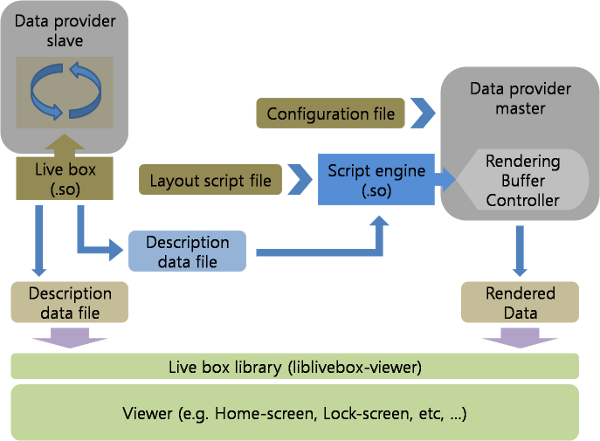 Data provider
slave
Data provider
master
Configuration file
Live box
(.so)
Layout script file
Script engine
(.so)
Rendering
Buffer
Controller
Description
data file
Description
data file
Rendered
Data
Live box library (liblivebox-viewer)
Viewer (e.g. Home-screen, Lock-screen, etc, ...)